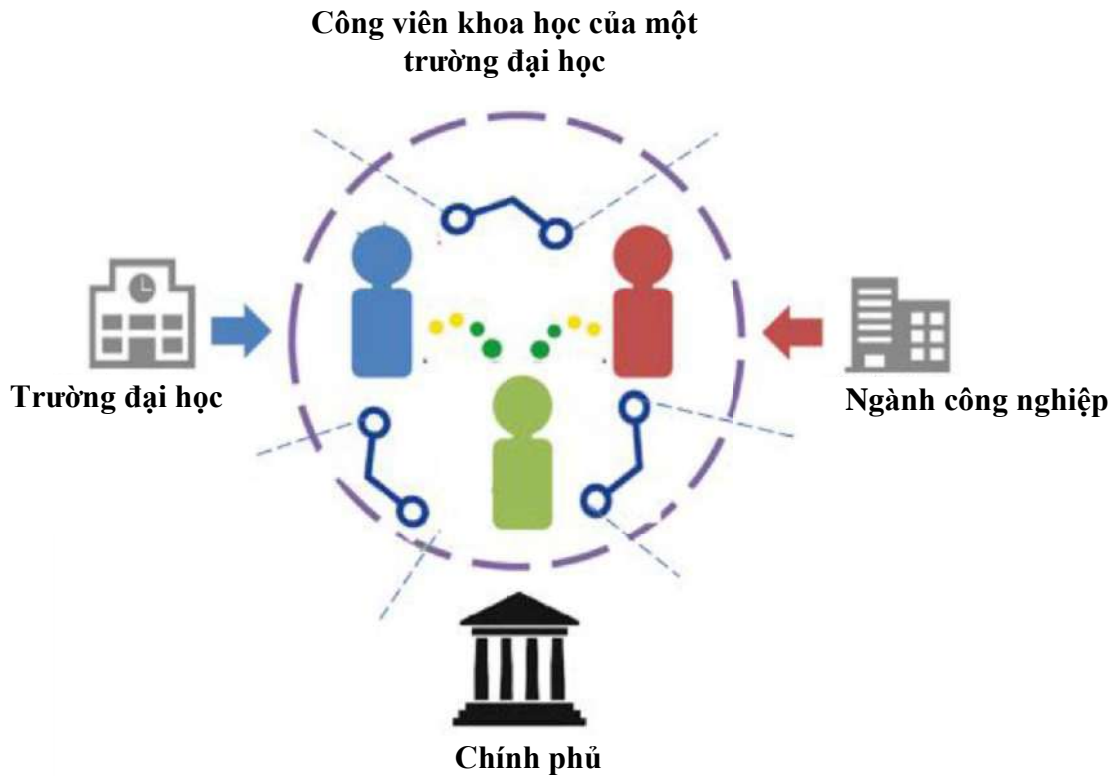 Công viên khoa học của một
trường đại học
Trường đại học
Ngành công nghiệp
Chính phủ